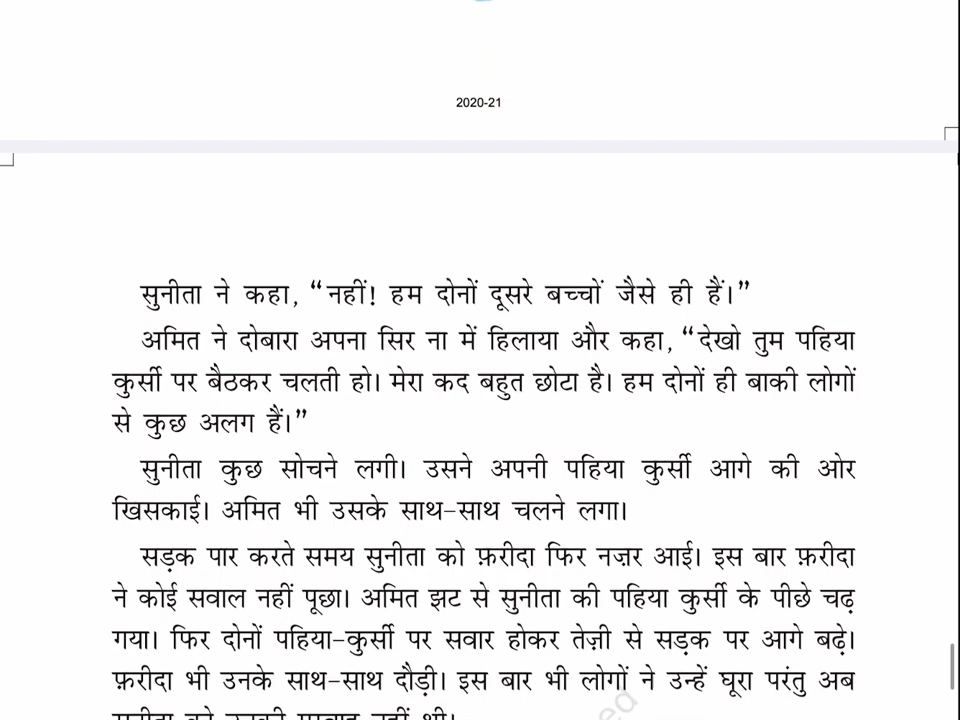 2020-21
सुनीता ने कहा, “नहीं! हम दोनों दूसरे बच्चों जैसे ही हैं।”
अमित ने दोबारा अपना सिर ना में हिलाया और कहा, “देखो तुम पहिया
कुर्सी पर बैठकर चलती हो। मेरा कद बहुत छोटा है। हम दोनों ही बाकी लोगों
से कुछ अलग हैं।”
सुनीता कुछ सोचने लगी। उसने अपनी पहिया कुर्सी आगे की ओर
खिसकाई। अमित भी उसके साथ-साथ चलने लगा।
सड़क पार करते समय सुनीता को फ़रीदा फिर नज़र आई। इस बार फ़रीदा
ने कोई सवाल नहीं पूछा। अमित झट से सुनीता की पहिया कुर्सी के पीछे चढ़
गया। फिर दोनों पहिया-कुर्सी पर सवार होकर तेज़ी से सड़क पर आगे बढ़े।
फ़रीदा भी उनके साथ-साथ दौड़ी। इस बार भी लोगों ने उन्हें घूरा परंतु अब